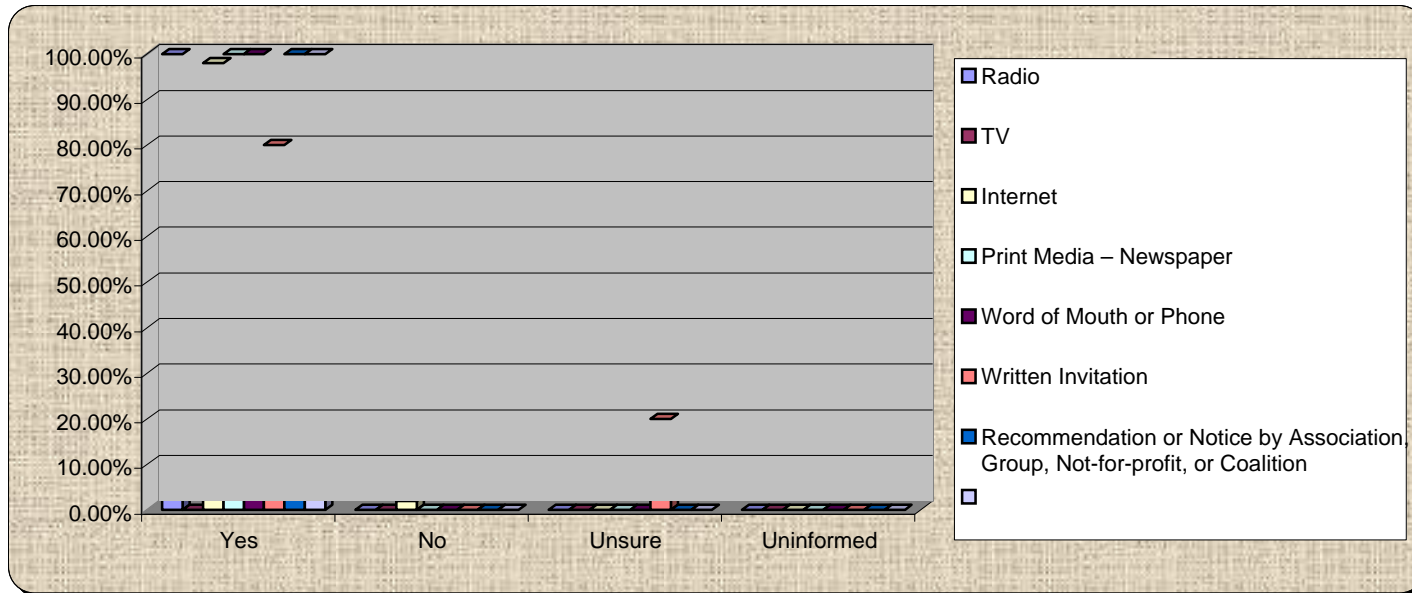 100.00%
90.00%
80.00%
70.00%
60.00%
50.00%
40.00%
30.00%
20.00%
10.00%
0.00%
Yes No Unsure Uninformed
Radio
TV
Internet
Print Media – Newspaper
Word of Mouth or Phone
Written Invitation
Recommendation or Notice by Association,
Group, Not-for-profit, or Coalition